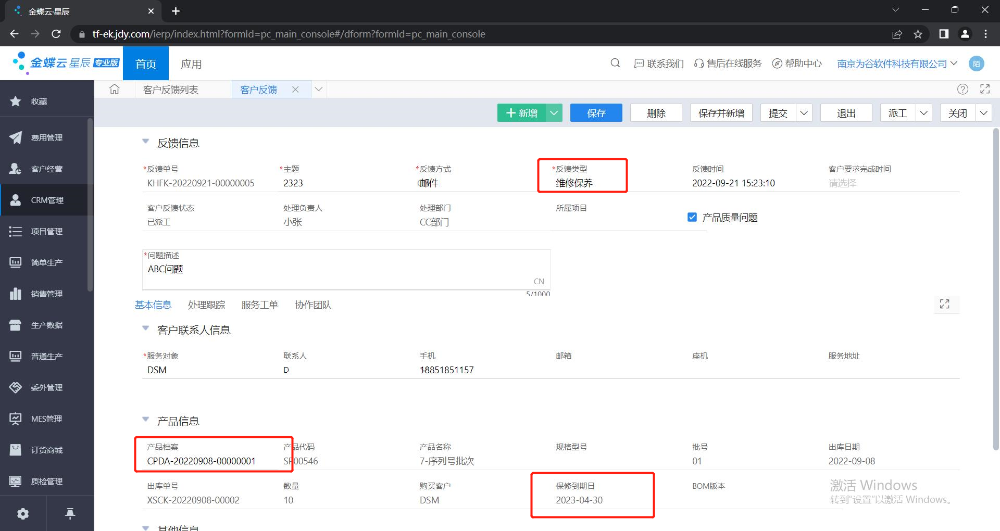 金蝶云·星辰
tf-ek.jdy.com/ierp/index.html?formId=pc_main_console#/dform?formId=pc_main_console
金蝶云 星辰 专业版
首页
应用
联系我们
售后在线服务
帮助中心
南京为谷软件科技有限公司
陌
收藏
费用管理
客户经营
CRM管理
项目管理
简单生产
销售管理
生产数据
普通生产
委外管理
MES管理
订货商城
质检管理
客户反馈列表
客户反馈
新增
保存
删除
保存并新增
提交
退出
派工
关闭
反馈信息
*反馈单号 *主题 *反馈方式 *反馈类型 反馈时间 客户要求完成时间
KHFK-20220921-00000005 2323 邮件 维修保养 2022-09-21 15:23:10 请选择
客户反馈状态 处理负责人 处理部门 所属项目
已派工 小张 CC部门 产品质量问题
*问题描述
ABC问题
CN
5/1000
基本信息 处理跟踪 服务工单 协作团队
客户联系人信息
*服务对象 联系人 手机 邮箱 座机 服务地址
DSM D 18851851157
产品信息
产品档案 产品代码 产品名称 规格型号 批号 出库日期
CPDA-20220908-00000001 SP00546 7-序列号批次 01 2022-09-08
出库单号 数量 购买客户 保修到期日 BOM版本
XSCK-20220908-00002 10 DSM 2023-04-30
激活 Windows
转到“设置”以激活 Windows。
其他信息